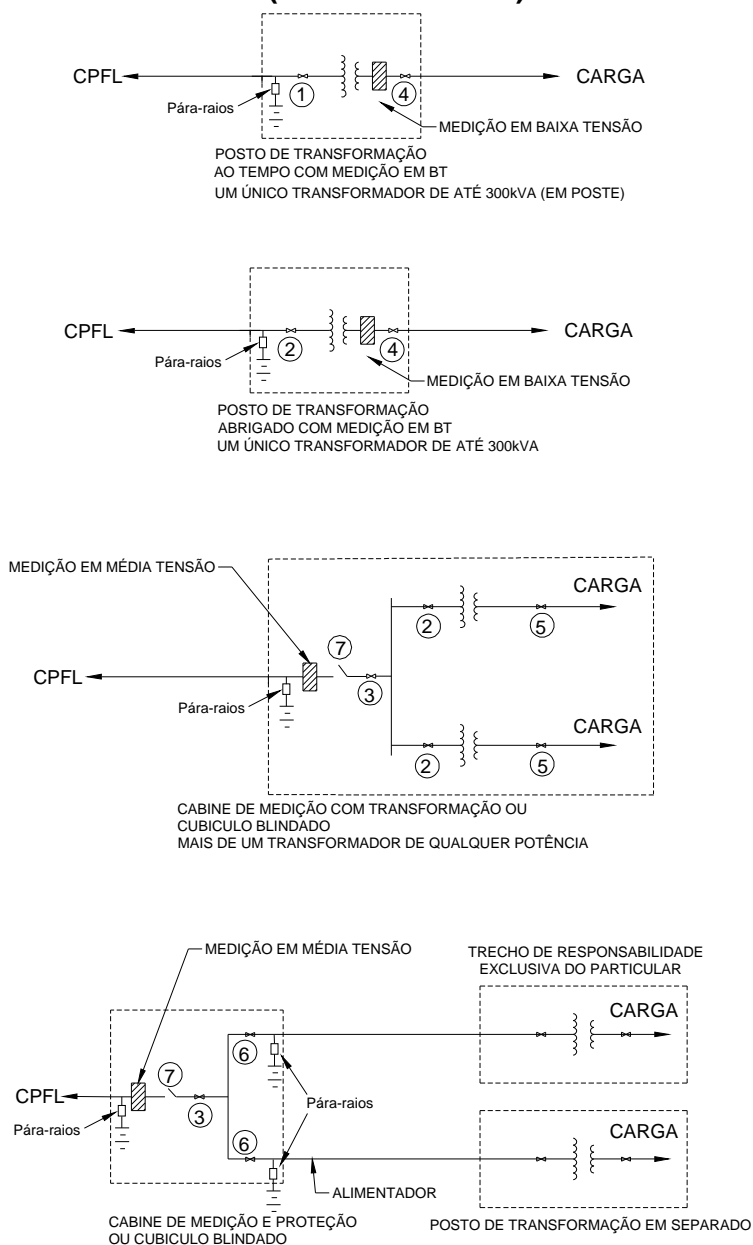 CPFL
CARGA
Pára-raios
1
4
MEDIÇÃO EM BAIXA TENSÃO
POSTO DE TRANSFORMAÇÃO
AO TEMPO COM MEDIÇÃO EM BT
UM ÚNICO TRANSFORMADOR DE ATÉ 300kVA (EM POSTE)
CPFL
CARGA
Pára-raios
2
4
MEDIÇÃO EM BAIXA TENSÃO
POSTO DE TRANSFORMAÇÃO
ABRIGADO COM MEDIÇÃO EM BT
UM ÚNICO TRANSFORMADOR DE ATÉ 300kVA
MEDIÇÃO EM MÉDIA TENSÃO
CARGA
2
5
7
CPFL
3
Pára-raios
CARGA
2
5
CABINE DE MEDIÇÃO COM TRANSFORMAÇÃO OU
CUBICULO BLINDADO
MAIS DE UM TRANSFORMADOR DE QUALQUER POTÊNCIA
MEDIÇÃO EM MÉDIA TENSÃO
TRECHO DE RESPONSABILIDADE
EXCLUSIVA DO PARTICULAR
CARGA
6
7
CPFL
3
Pára-raios
Pára-raios
6
CARGA
ALIMENTADOR
CABINE DE MEDIÇÃO E PROTEÇÃO
OU CUBICULO BLINDADO
POSTO DE TRANSFORMAÇÃO EM SEPARADO